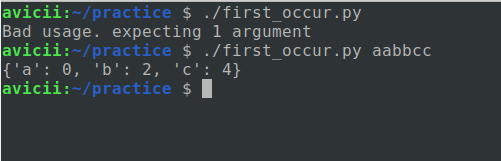 avicii:~/practice $ ./first_occur.py
Bad usage. expecting 1 argument
avicii:~/practice $ ./first_occur.py aabbcc
{'a': 0, 'b': 2, 'c': 4}
avicii:~/practice $